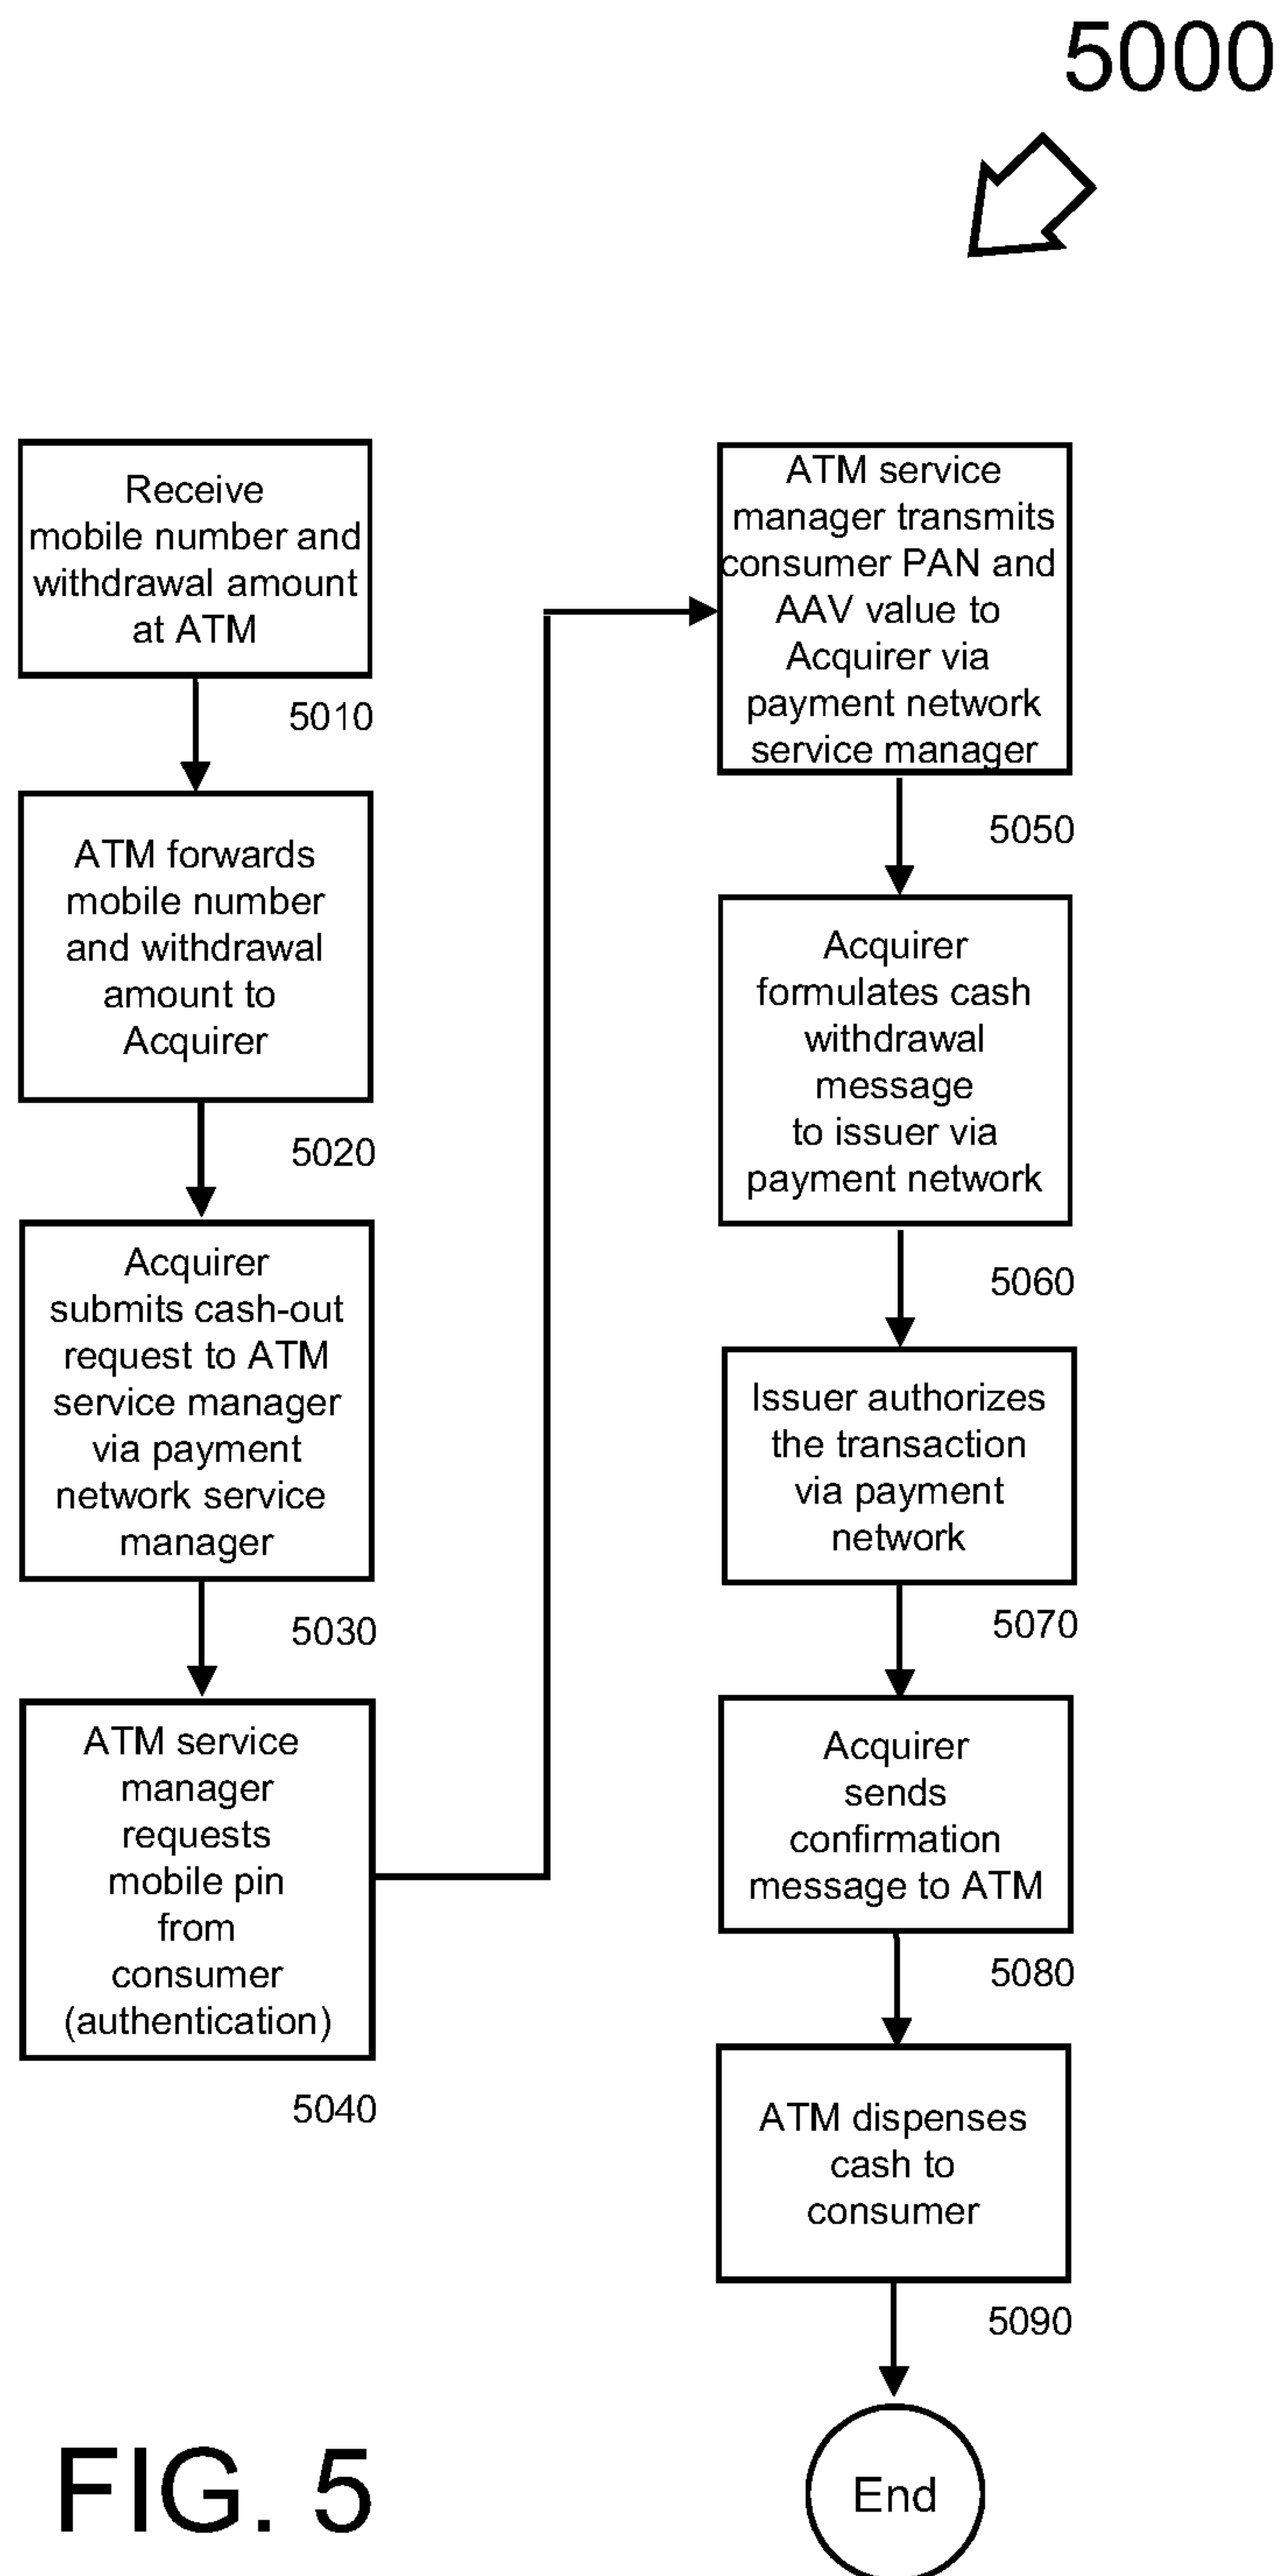 5000
Receive
mobile number and
withdrawal amount
at ATM
5010
ATM forwards
mobile number
and withdrawal
amount to
Acquirer
5020
Acquirer
submits cash-out
request to ATM
service manager
via payment
network service
manager
5030
ATM service
manager
requests
mobile pin
from
consumer
(authentication)
5040
ATM service
manager transmits
consumer PAN and
AAV value to
Acquirer via
payment network
service manager
5050
Acquirer
formulates cash
withdrawal
message
to issuer via
payment network
5060
Issuer authorizes
the transaction
via payment
network
5070
Acquirer
sends
confirmation
message to ATM
5080
ATM dispenses
cash to
consumer
5090
End
FIG. 5